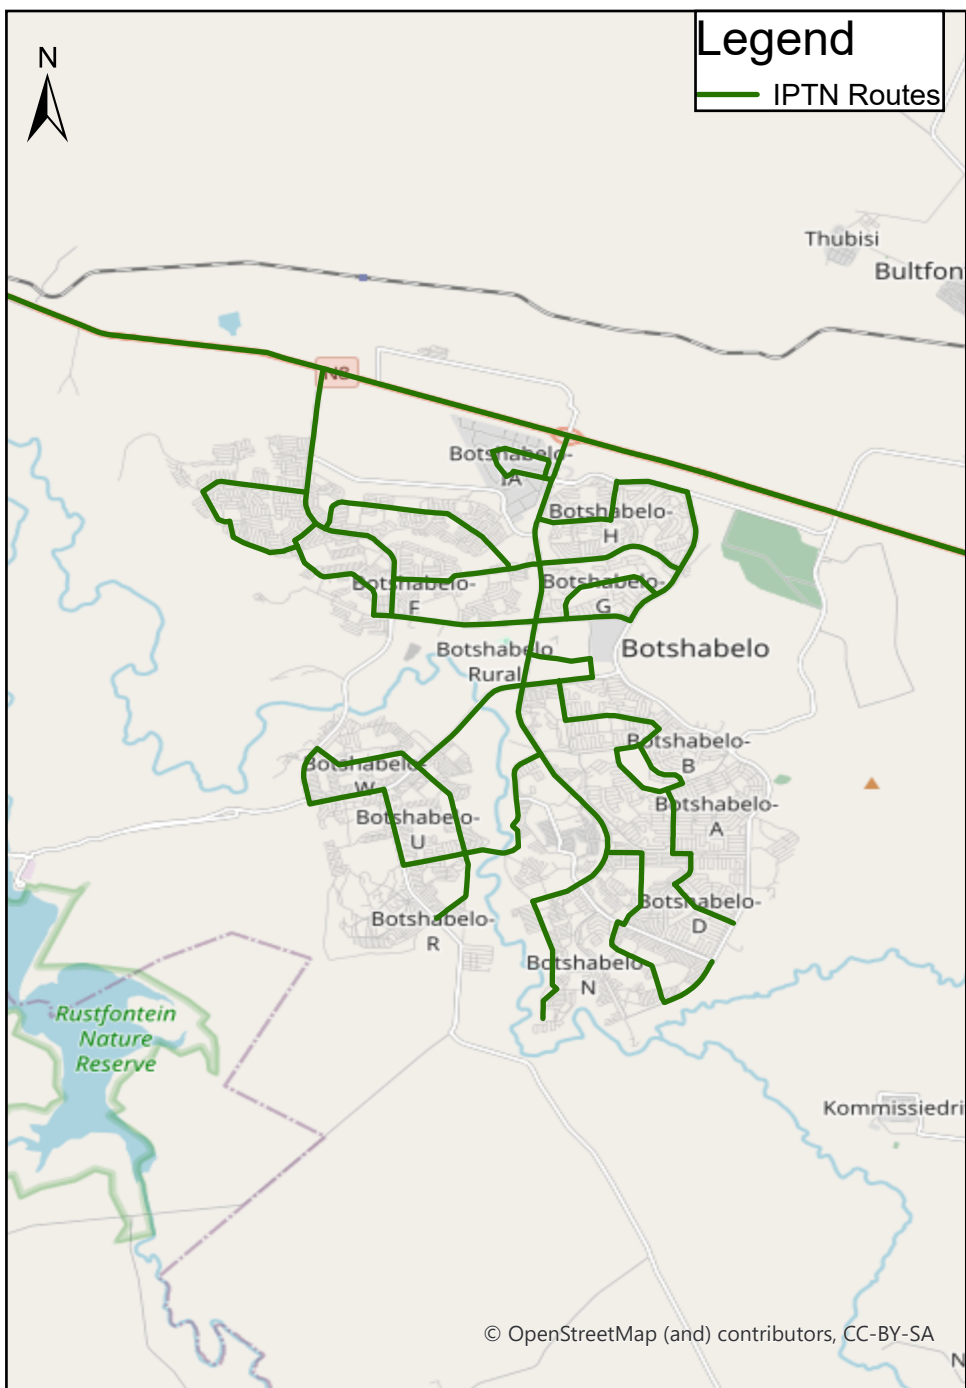 Legend
IPTN Routes
N
Thubisi
Bultfon
N8
Botshabelo-
IA
Botshabelo-
H
Botshabelo-
F
Botshabelo-
G
Botshabelo
Rural
Botshabelo
Botshabelo-
B
Botshabelo-
W
Botshabelo-
A
Botshabelo-
U
Botshabelo-
D
Botshabelo-
R
Botshabelo-
N
Rustfontein
Nature
Reserve
Kommissiedri
© OpenStreetMap (and) contributors, CC-BY-SA
N